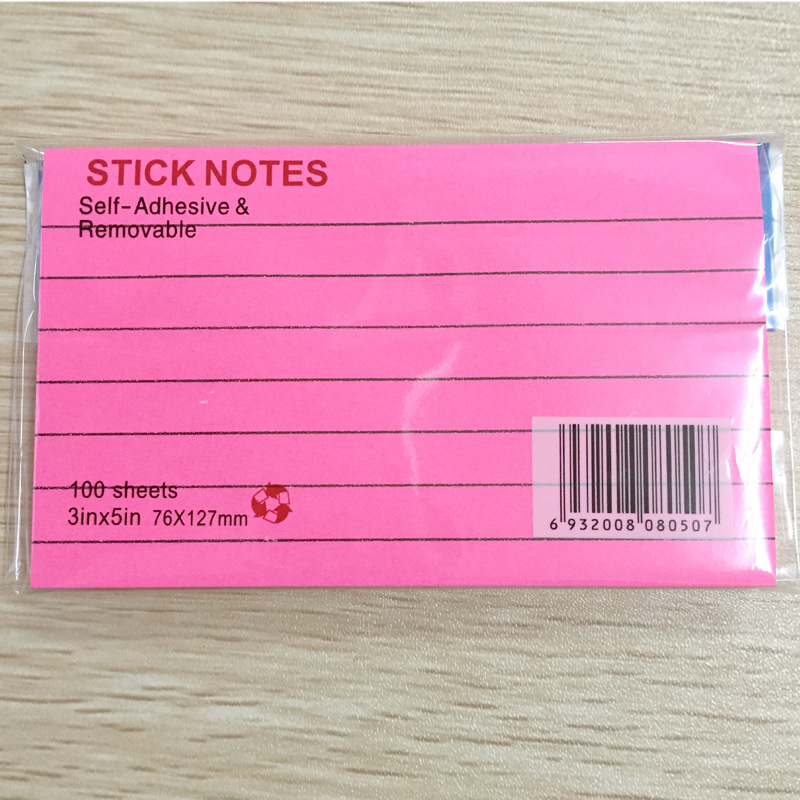 STICK NOTES
Self-Adhesive &
Removable
100 sheets
3inx5in 76X127mm
6 932008 080507